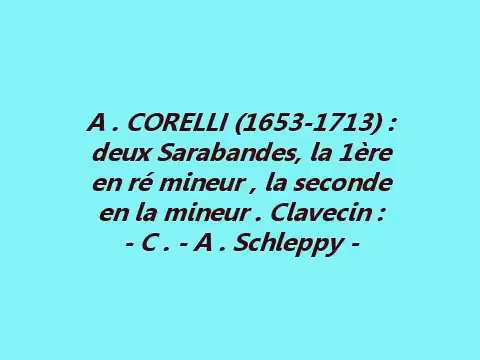 A . CORELLI (1653-1713) :
deux Sarabandes, la 1ère
en ré mineur , la seconde
en la mineur . Clavecin :
- C . - A . Schleppy -